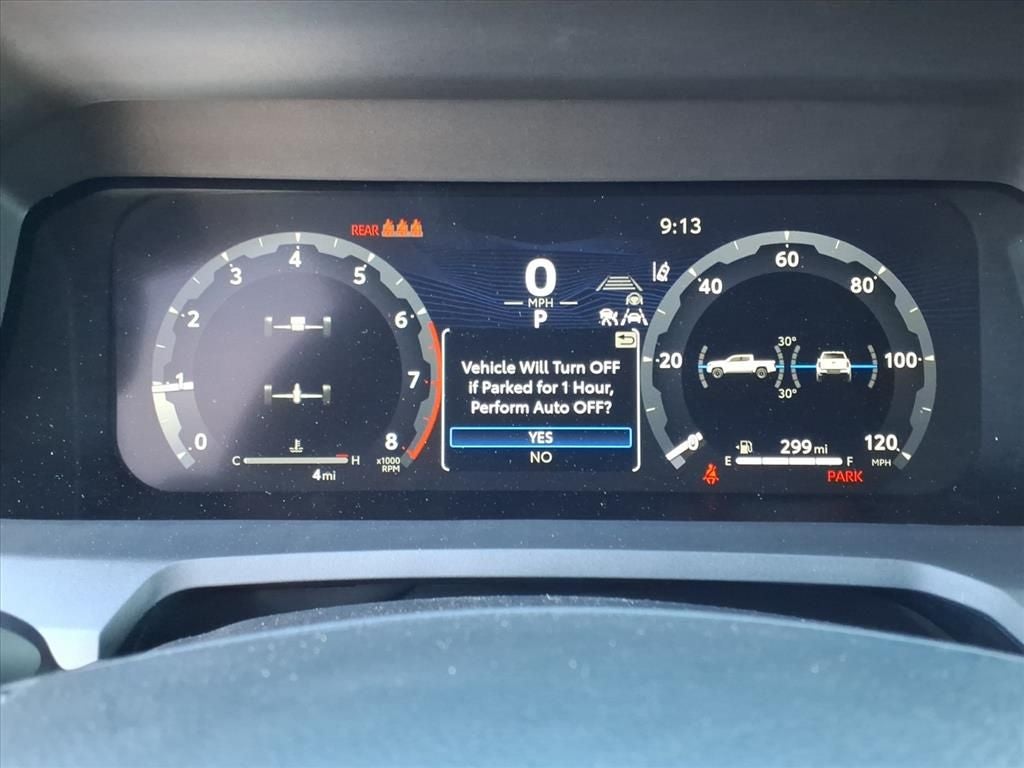 REAR
9:13
0
MPH
P
0
1
2
3
4
5
6
7
8
x1000
RPM
C
H
4 mi
Vehicle Will Turn OFF
if Parked for 1 Hour,
Perform Auto OFF?
YES
NO
0
20
40
60
80
100
120
MPH
30°
30°
299 mi
E
F
PARK